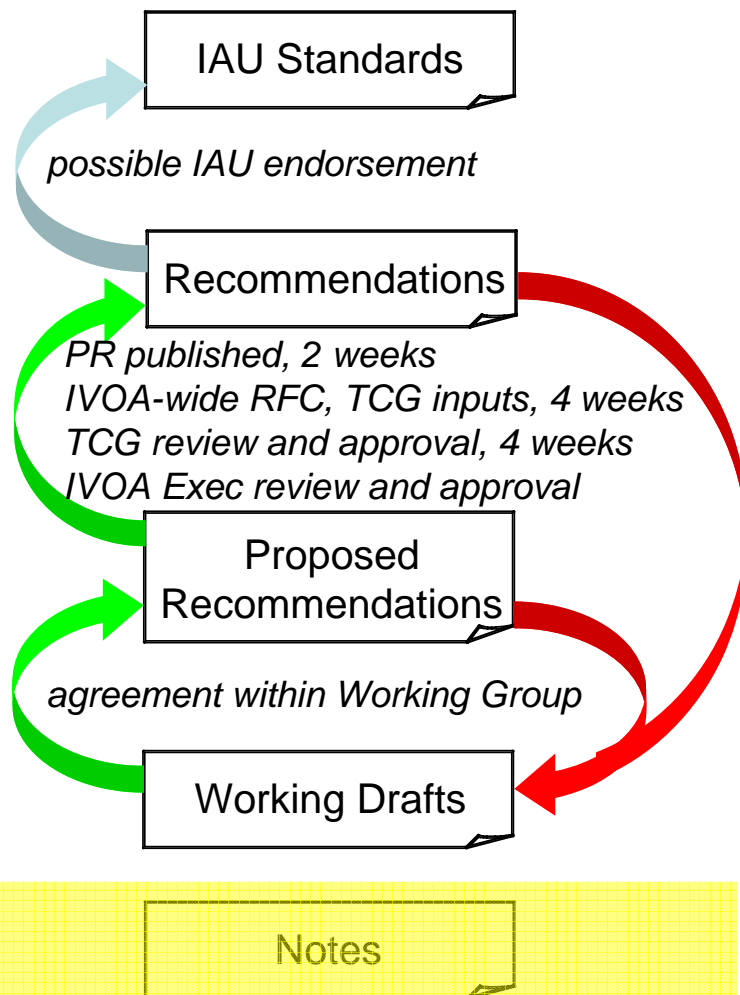 IAU Standards
possible IAU endorsement
Recommendations
PR published, 2 weeks
IVOA-wide RFC, TCG inputs, 4 weeks
TCG review and approval, 4 weeks
IVOA Exec review and approval
Proposed
Recommendations
agreement within Working Group
Working Drafts
Notes